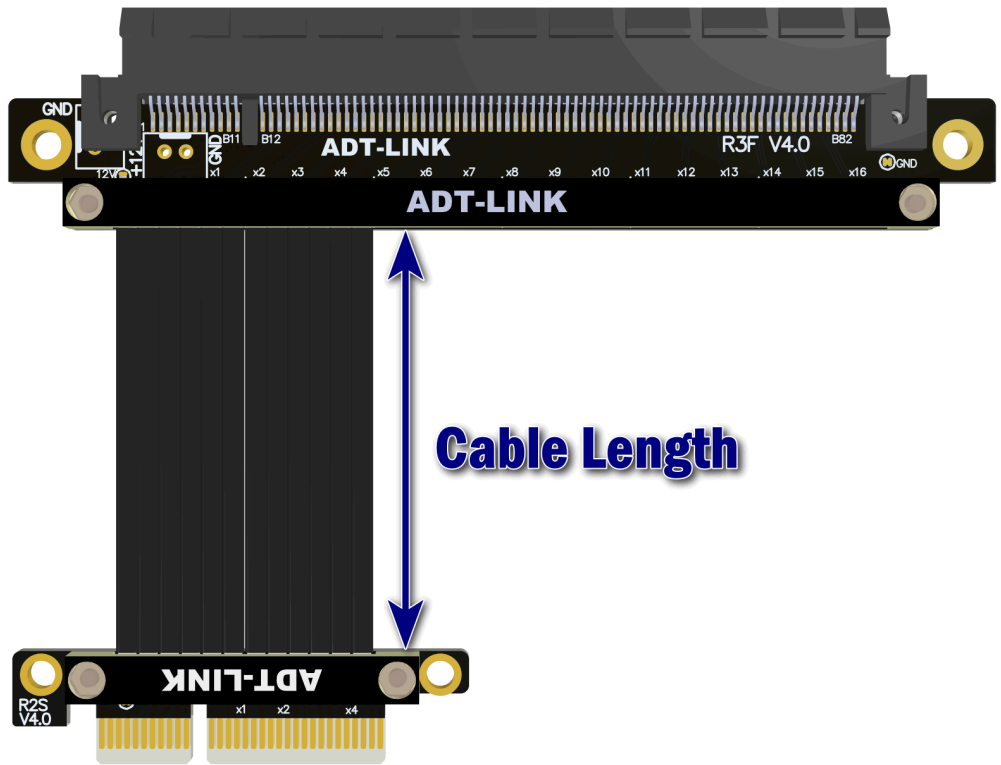 GND
B11
B12
ADT-LINK
R3F V4.0
B82
GND
12V
+12
GND
x1 x2 x3 x4 x5 x6 x7 x8 x9 x10 x11 x12 x13 x14 x15 x16
ADT-LINK
Cable Length
ADT-LINK
R2S
V4.0
x1 x2 x4